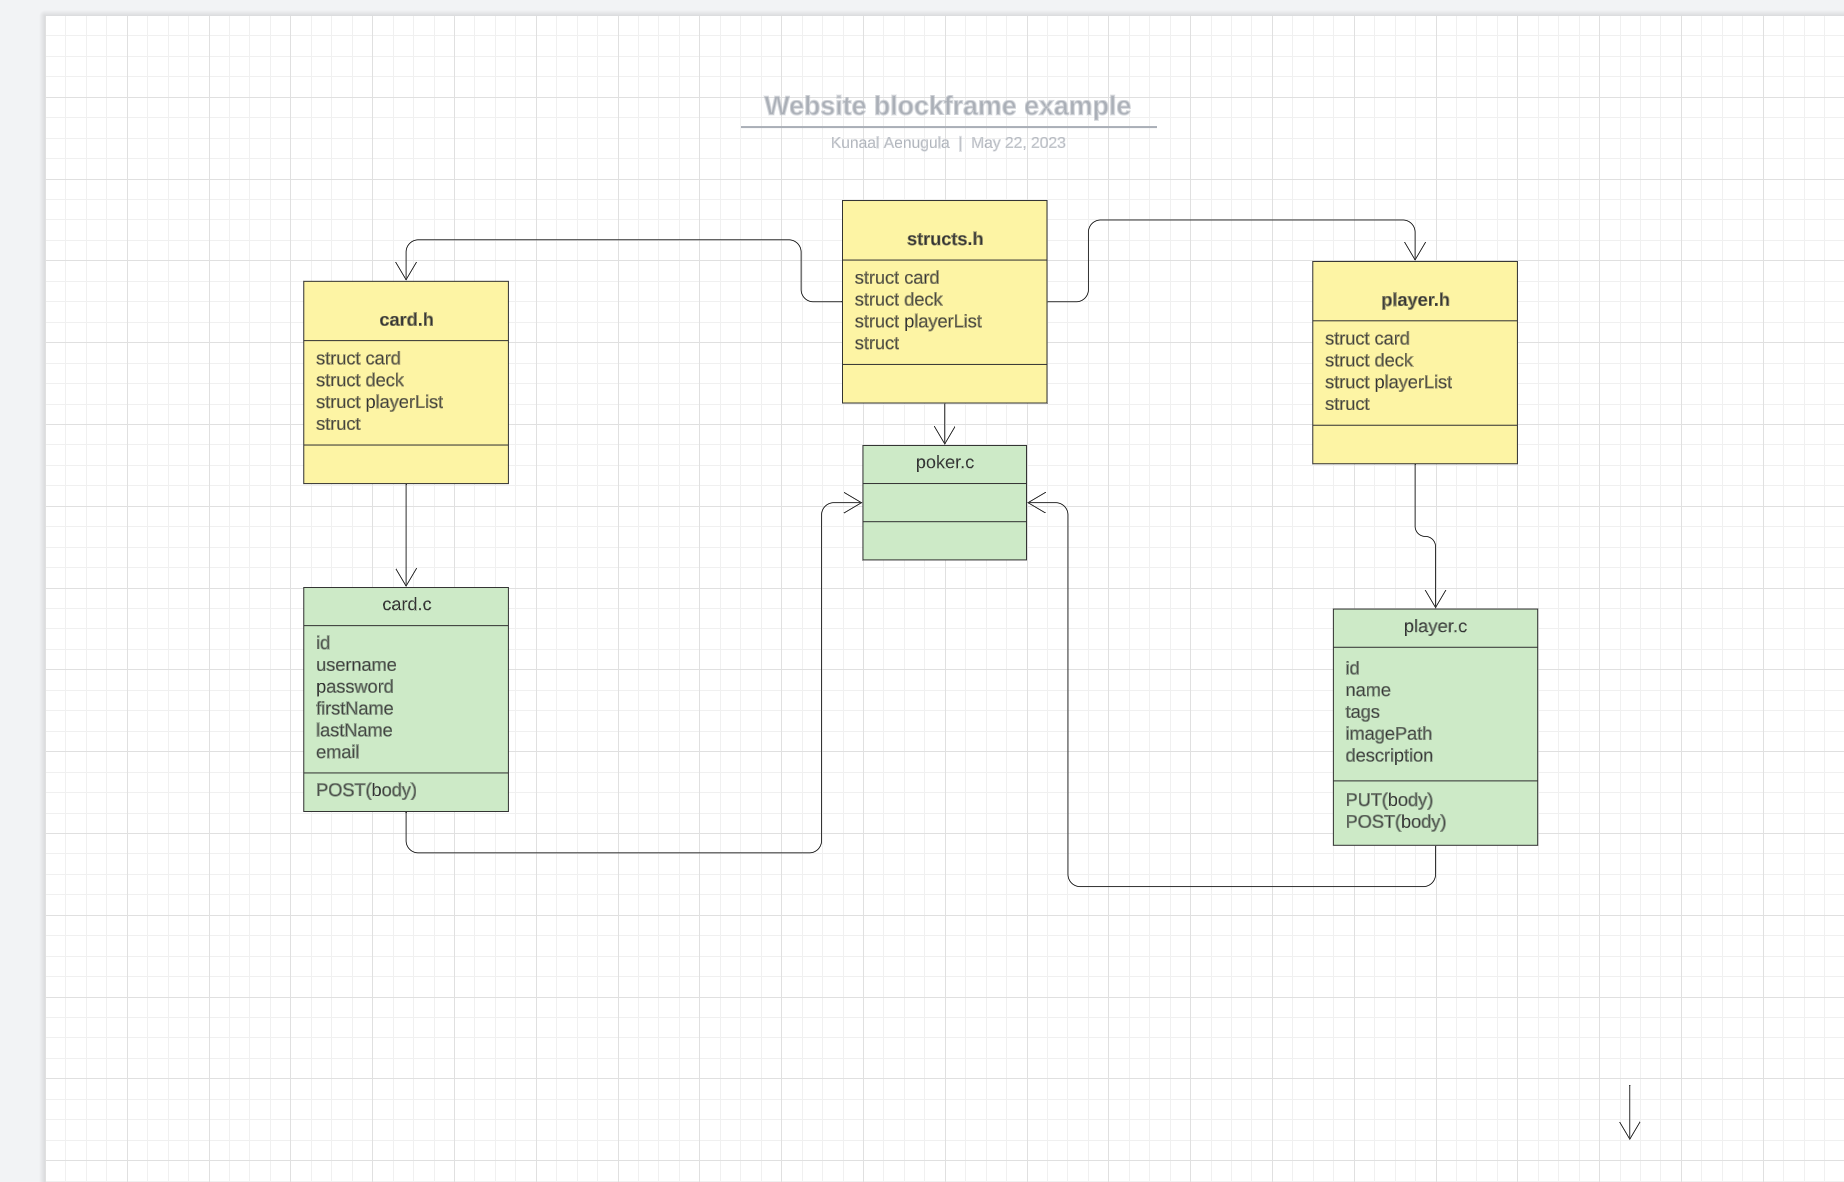 Website blockframe example
Kunaal Aenugula | May 22, 2023
structs.h
struct card
struct deck
struct playerList
struct
card.h
struct card
struct deck
struct playerList
struct
player.h
struct card
struct deck
struct playerList
struct
poker.c
card.c
id
username
password
firstName
lastName
email
POST(body)
player.c
id
name
tags
imagePath
description
PUT(body)
POST(body)